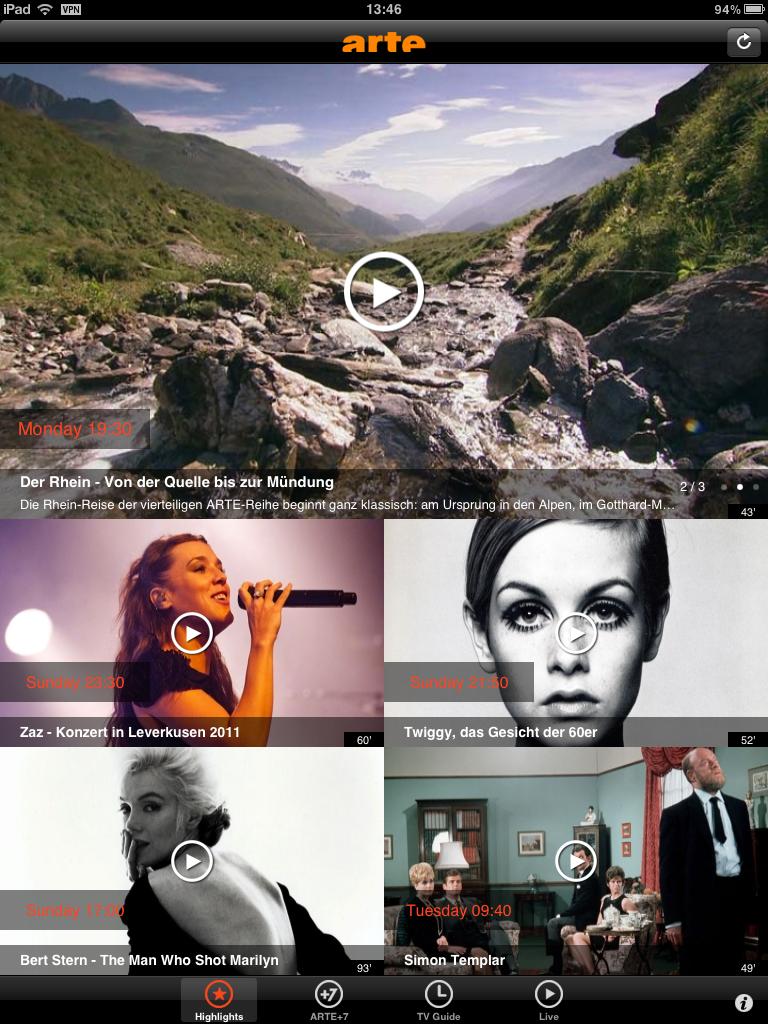 iPad VPN 13:46 94%
arte
Monday 19:30
Der Rhein - Von der Quelle bis zur Mündung
2 / 3
Die Rhein-Reise der vierteiligen ARTE-Reihe beginnt ganz klassisch: am Ursprung in den Alpen, im Gotthard-M...
43'
Sunday 23:30
Zaz - Konzert in Leverkusen 2011
60'
Sunday 21:50
Twiggy, das Gesicht der 60er
52'
Sunday 17:00
Bert Stern - The Man Who Shot Marilyn
93'
Tuesday 09:40
Simon Templar
49'
+7
Highlights ARTE+7 TV Guide Live
i